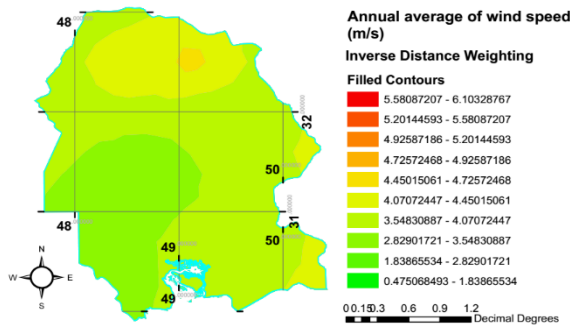 Annual average of wind speed
(m/s)
Inverse Distance Weighting
Filled Contours
5.58087207 - 6.10328767
5.20144593 - 5.58087207
4.92587186 - 5.20144593
4.72572468 - 4.92587186
4.45015061 - 4.72572468
4.07072447 - 4.45015061
3.54830887 - 4.07072447
2.82901721 - 3.54830887
1.83865534 - 2.82901721
0.475068493 - 1.83865534
48
49
32
50
31
48
49
50
49
N
W E
S
0 0.15 0.3 0.6 0.9 1.2
Decimal Degrees